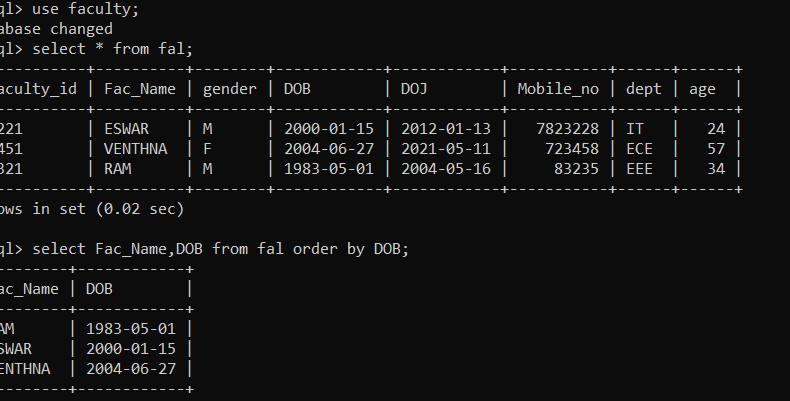 ql> use faculty;
abase changed
ql> select * from fal;
----------+----------+--------+------------+------------+-----------+------+------+
aculty_id | Fac_Name | gender | DOB        | DOJ        | Mobile_no | dept | age  |
----------+----------+--------+------------+------------+-----------+------+------+
221       | ESWAR    | M      | 2000-01-15 | 2012-01-13 |   7823228 | IT   |   24 |
451       | VENTHNA  | F      | 2004-06-27 | 2021-05-11 |    723458 | ECE  |   57 |
321       | RAM      | M      | 1983-05-01 | 2004-05-16 |     83235 | EEE  |   34 |
----------+----------+--------+------------+------------+-----------+------+------+
ows in set (0.02 sec)
ql> select Fac_Name,DOB from fal order by DOB;
--------+------------+
ac_Name | DOB        |
--------+------------+
AM      | 1983-05-01 |
SWAR    | 2000-01-15 |
ENTHNA  | 2004-06-27 |
--------+------------+